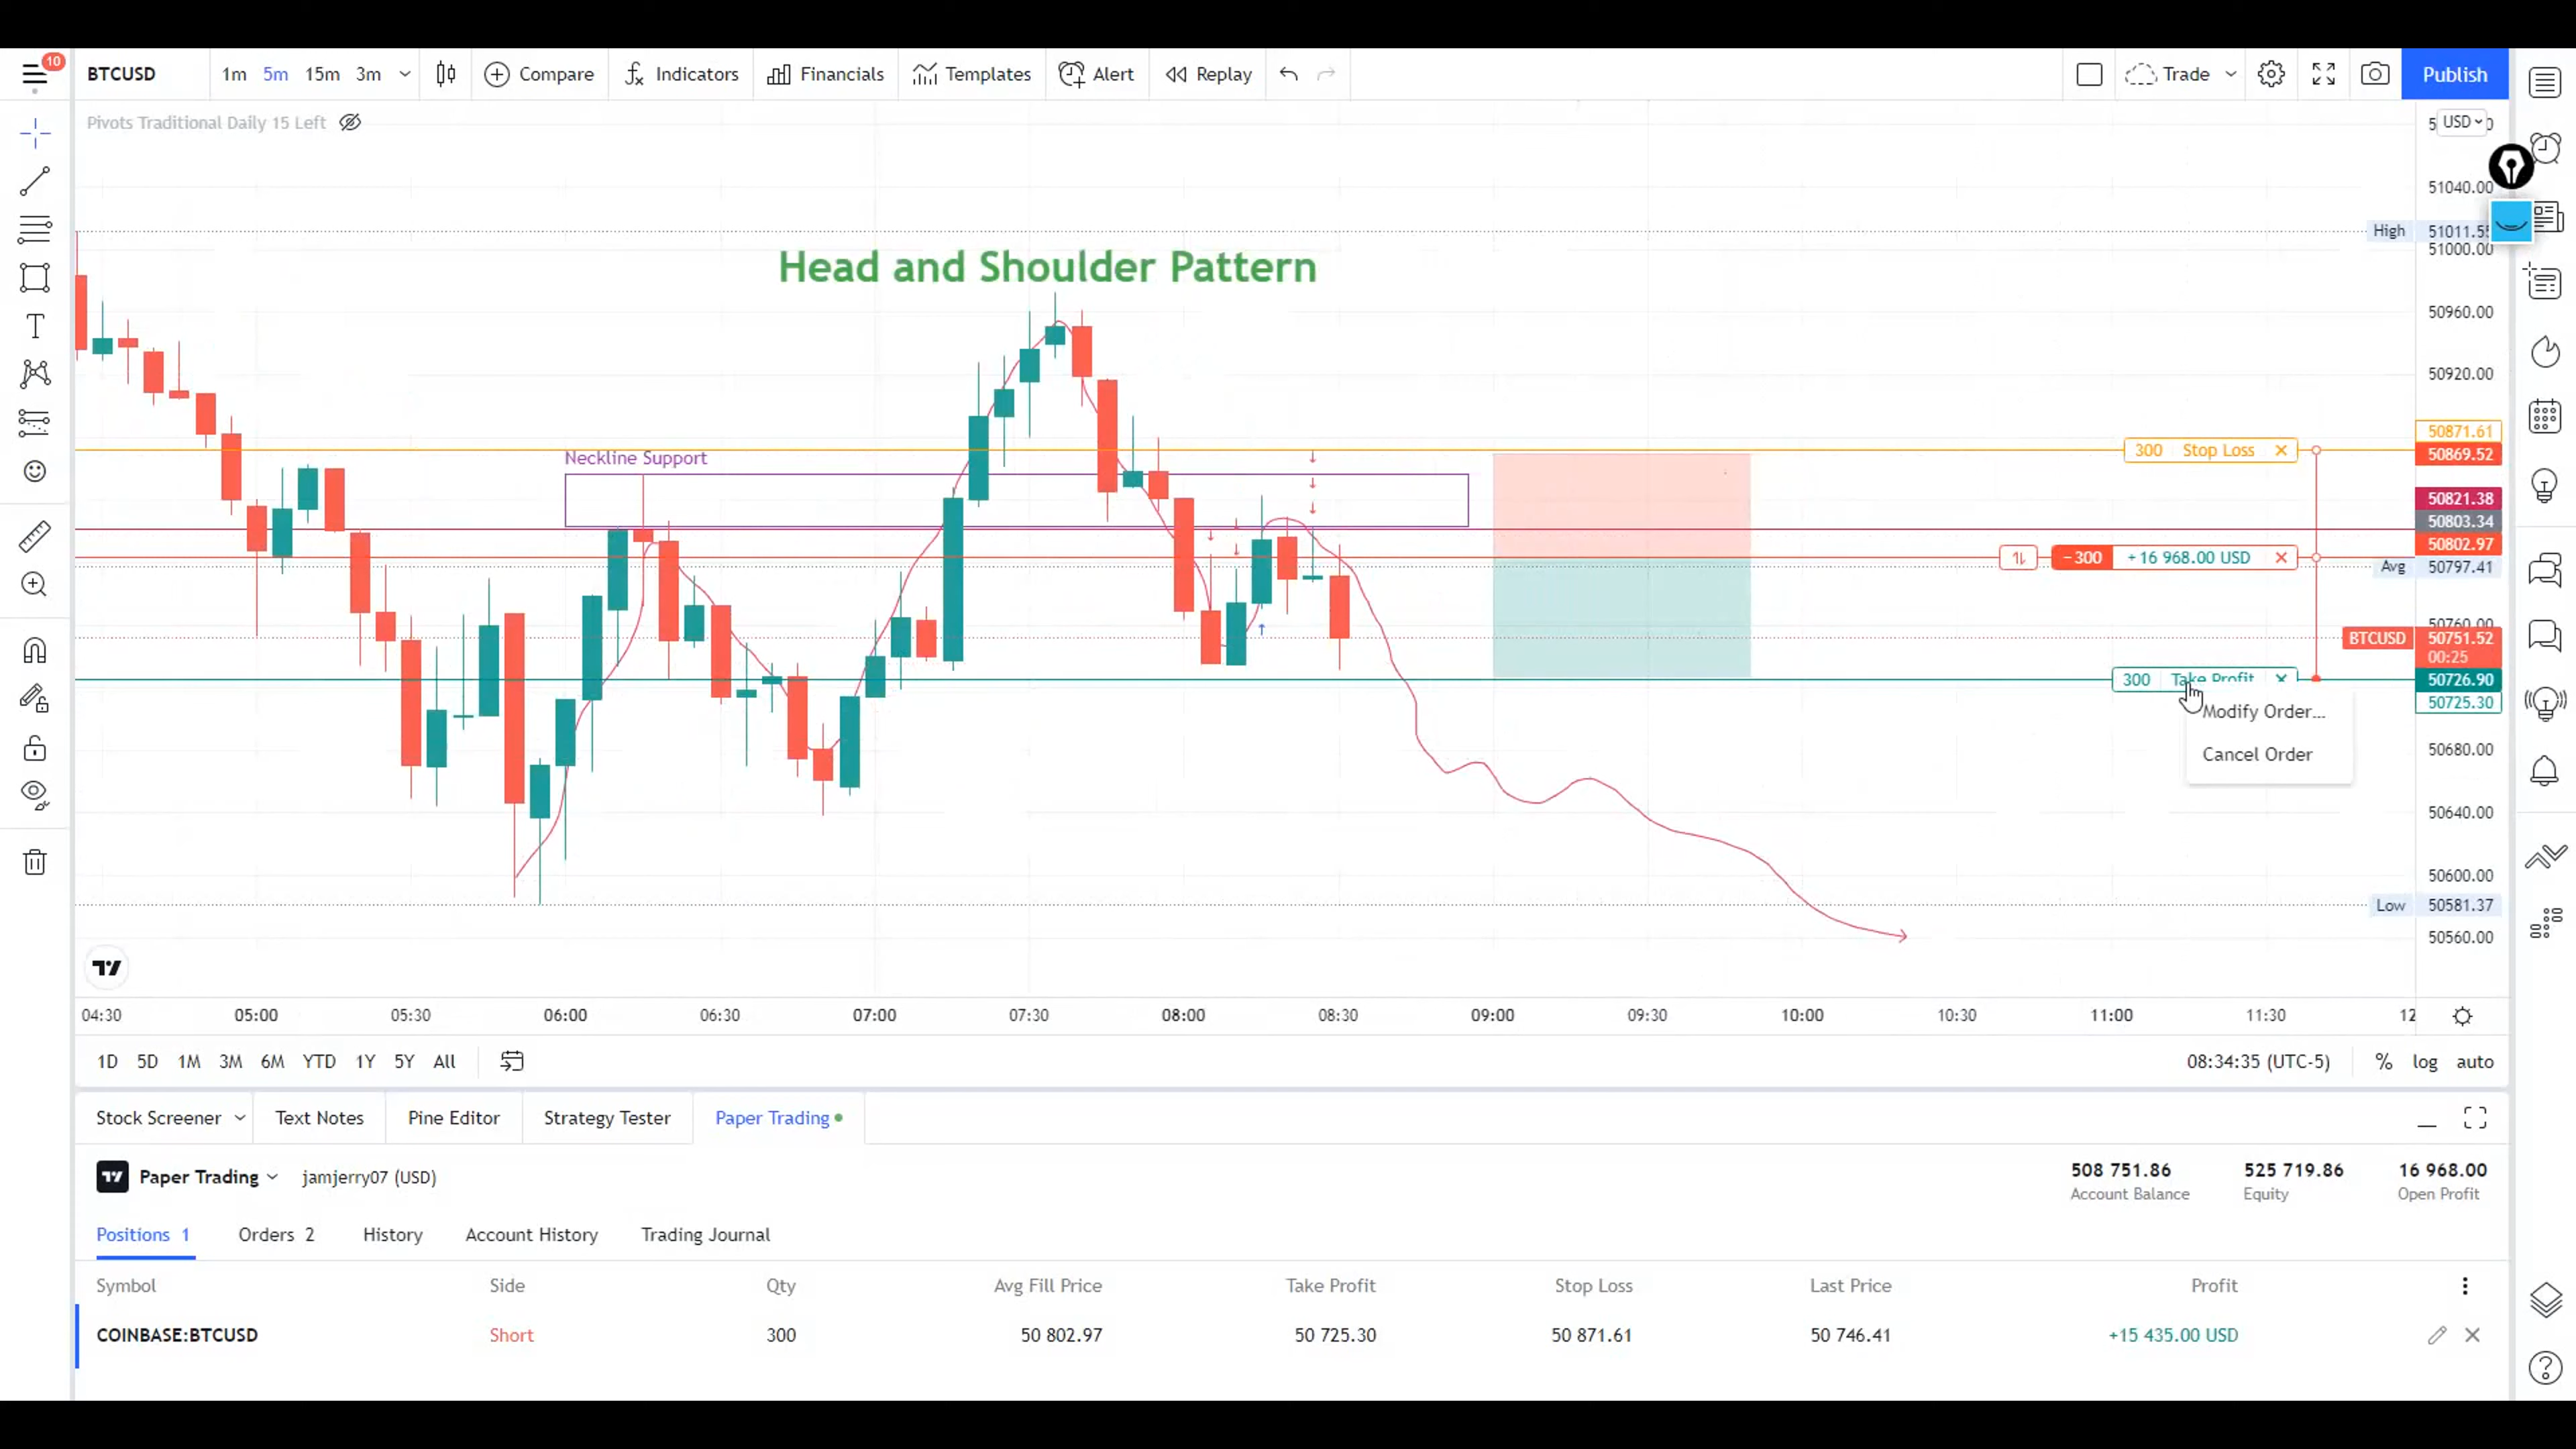 10
BTCUSD 1m 5m 15m 3m Compare Indicators Financials Templates Alert Replay Trade Publish
Pivots Traditional Daily 15 Left
USD
51040.00
High 51011.55
51000.00
Head and Shoulder Pattern
50960.00
50920.00
50871.61
300 Stop Loss
50869.52
Neckline Support
50821.38
50803.34
50802.97
−300 +16 968.00 USD
Avg 50797.41
50760.00
BTCUSD 50751.52
00:25
300 Take Profit 50726.90
50725.30
Modify Order...
50680.00
Cancel Order
50640.00
50600.00
Low 50581.37
50560.00
04:30 05:00 05:30 06:00 06:30 07:00 07:30 08:00 08:30 09:00 09:30 10:00 10:30 11:00 11:30 12
1D 5D 1M 3M 6M YTD 1Y 5Y All 08:34:35 (UTC-5) % log auto
Stock Screener Text Notes Pine Editor Strategy Tester Paper Trading
Paper Trading jamjerry07 (USD)
508 751.86 525 719.86 16 968.00
Account Balance Equity Open Profit
Positions 1 Orders 2 History Account History Trading Journal
Symbol Side Qty Avg Fill Price Take Profit Stop Loss Last Price Profit
COINBASE:BTCUSD Short 300 50 802.97 50 725.30 50 871.61 50 746.41 +15 435.00 USD